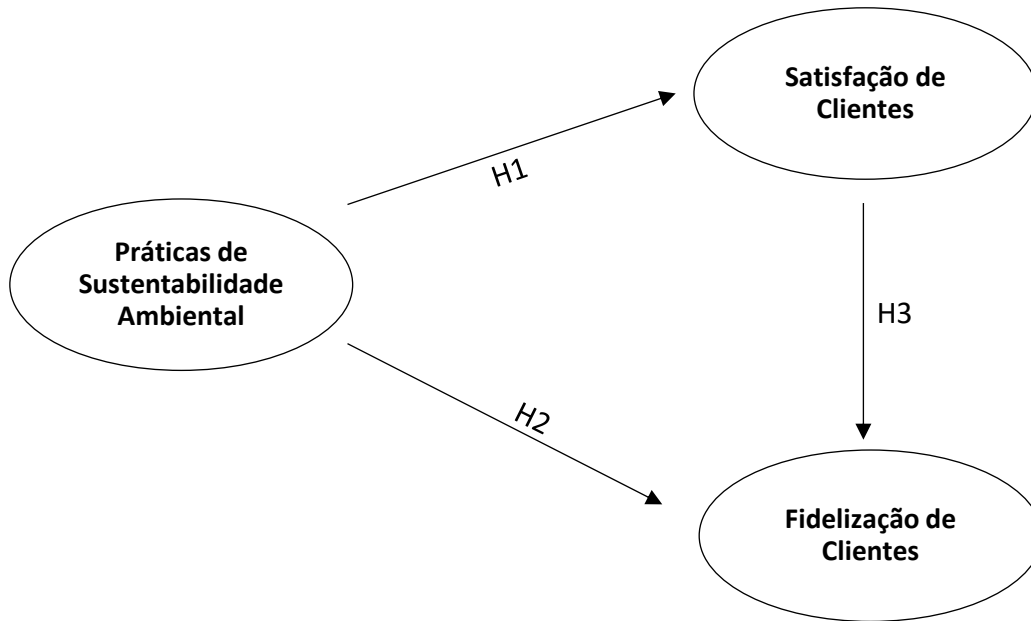 Satisfação de
Clientes
H1
Práticas de
Sustentabilidade
Ambiental
H3
H2
Fidelização de
Clientes